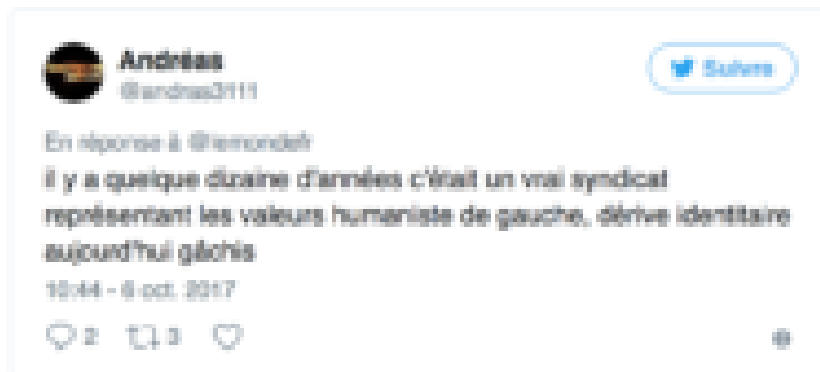 Andréas
@andras3111
Suivre
En réponse à @lemondefr
il y a quelque dizaine d'années c'était un vrai syndicat
représentant les valeurs humaniste de gauche, dérive identitaire
aujourd'hui gâchis
10:44 - 6 oct. 2017
2 3